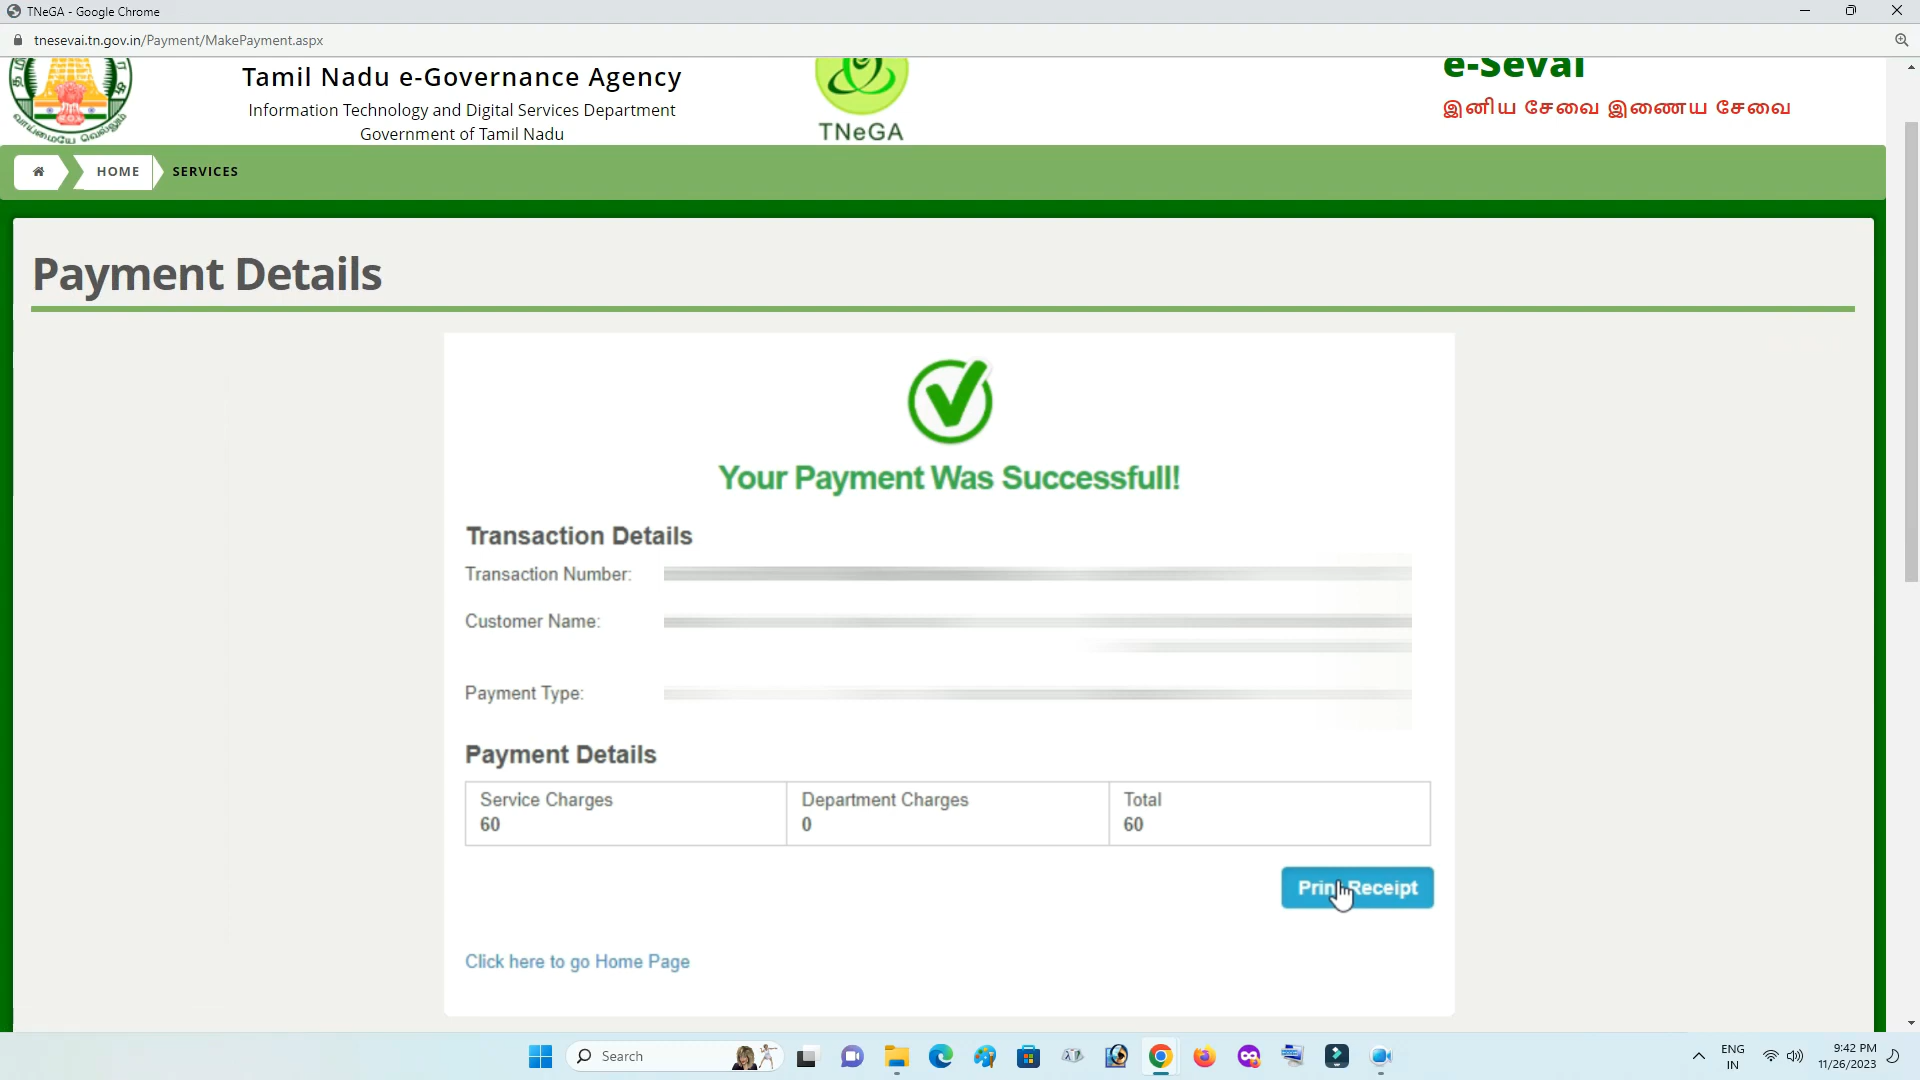 TNeGA - Google Chrome
tnesevai.tn.gov.in/Payment/MakePayment.aspx
Tamil Nadu e-Governance Agency
Information Technology and Digital Services Department
Government of Tamil Nadu
TNeGA
e-Sevai
இனிய சேவை இணைய சேவை
HOME
SERVICES
Payment Details
Your Payment Was Successfull!
Transaction Details
Transaction Number:
Customer Name:
Payment Type:
Payment Details
Service Charges
60
Department Charges
0
Total
60
Print Receipt
Click here to go Home Page
Search
ENG
IN
9:42 PM
11/26/2023